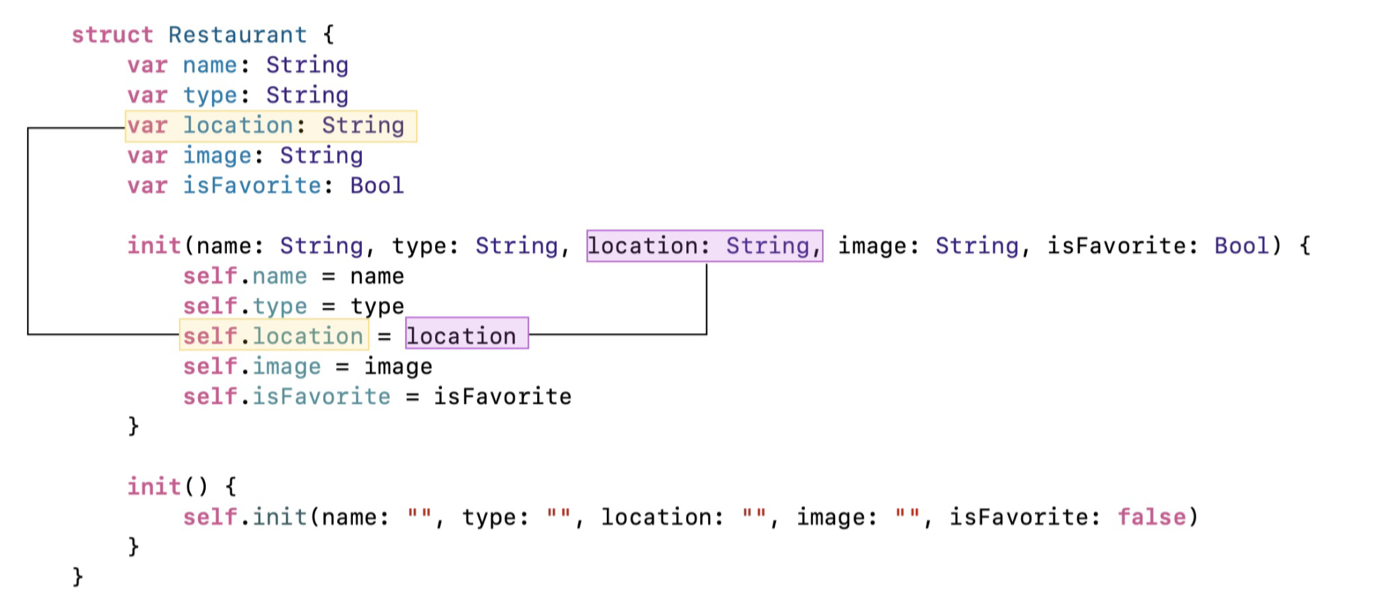 struct Restaurant {
    var name: String
    var type: String
    var location: String
    var image: String
    var isFavorite: Bool

    init(name: String, type: String, location: String, image: String, isFavorite: Bool) {
        self.name = name
        self.type = type
        self.location = location
        self.image = image
        self.isFavorite = isFavorite
    }

    init() {
        self.init(name: "", type: "", location: "", image: "", isFavorite: false)
    }
}